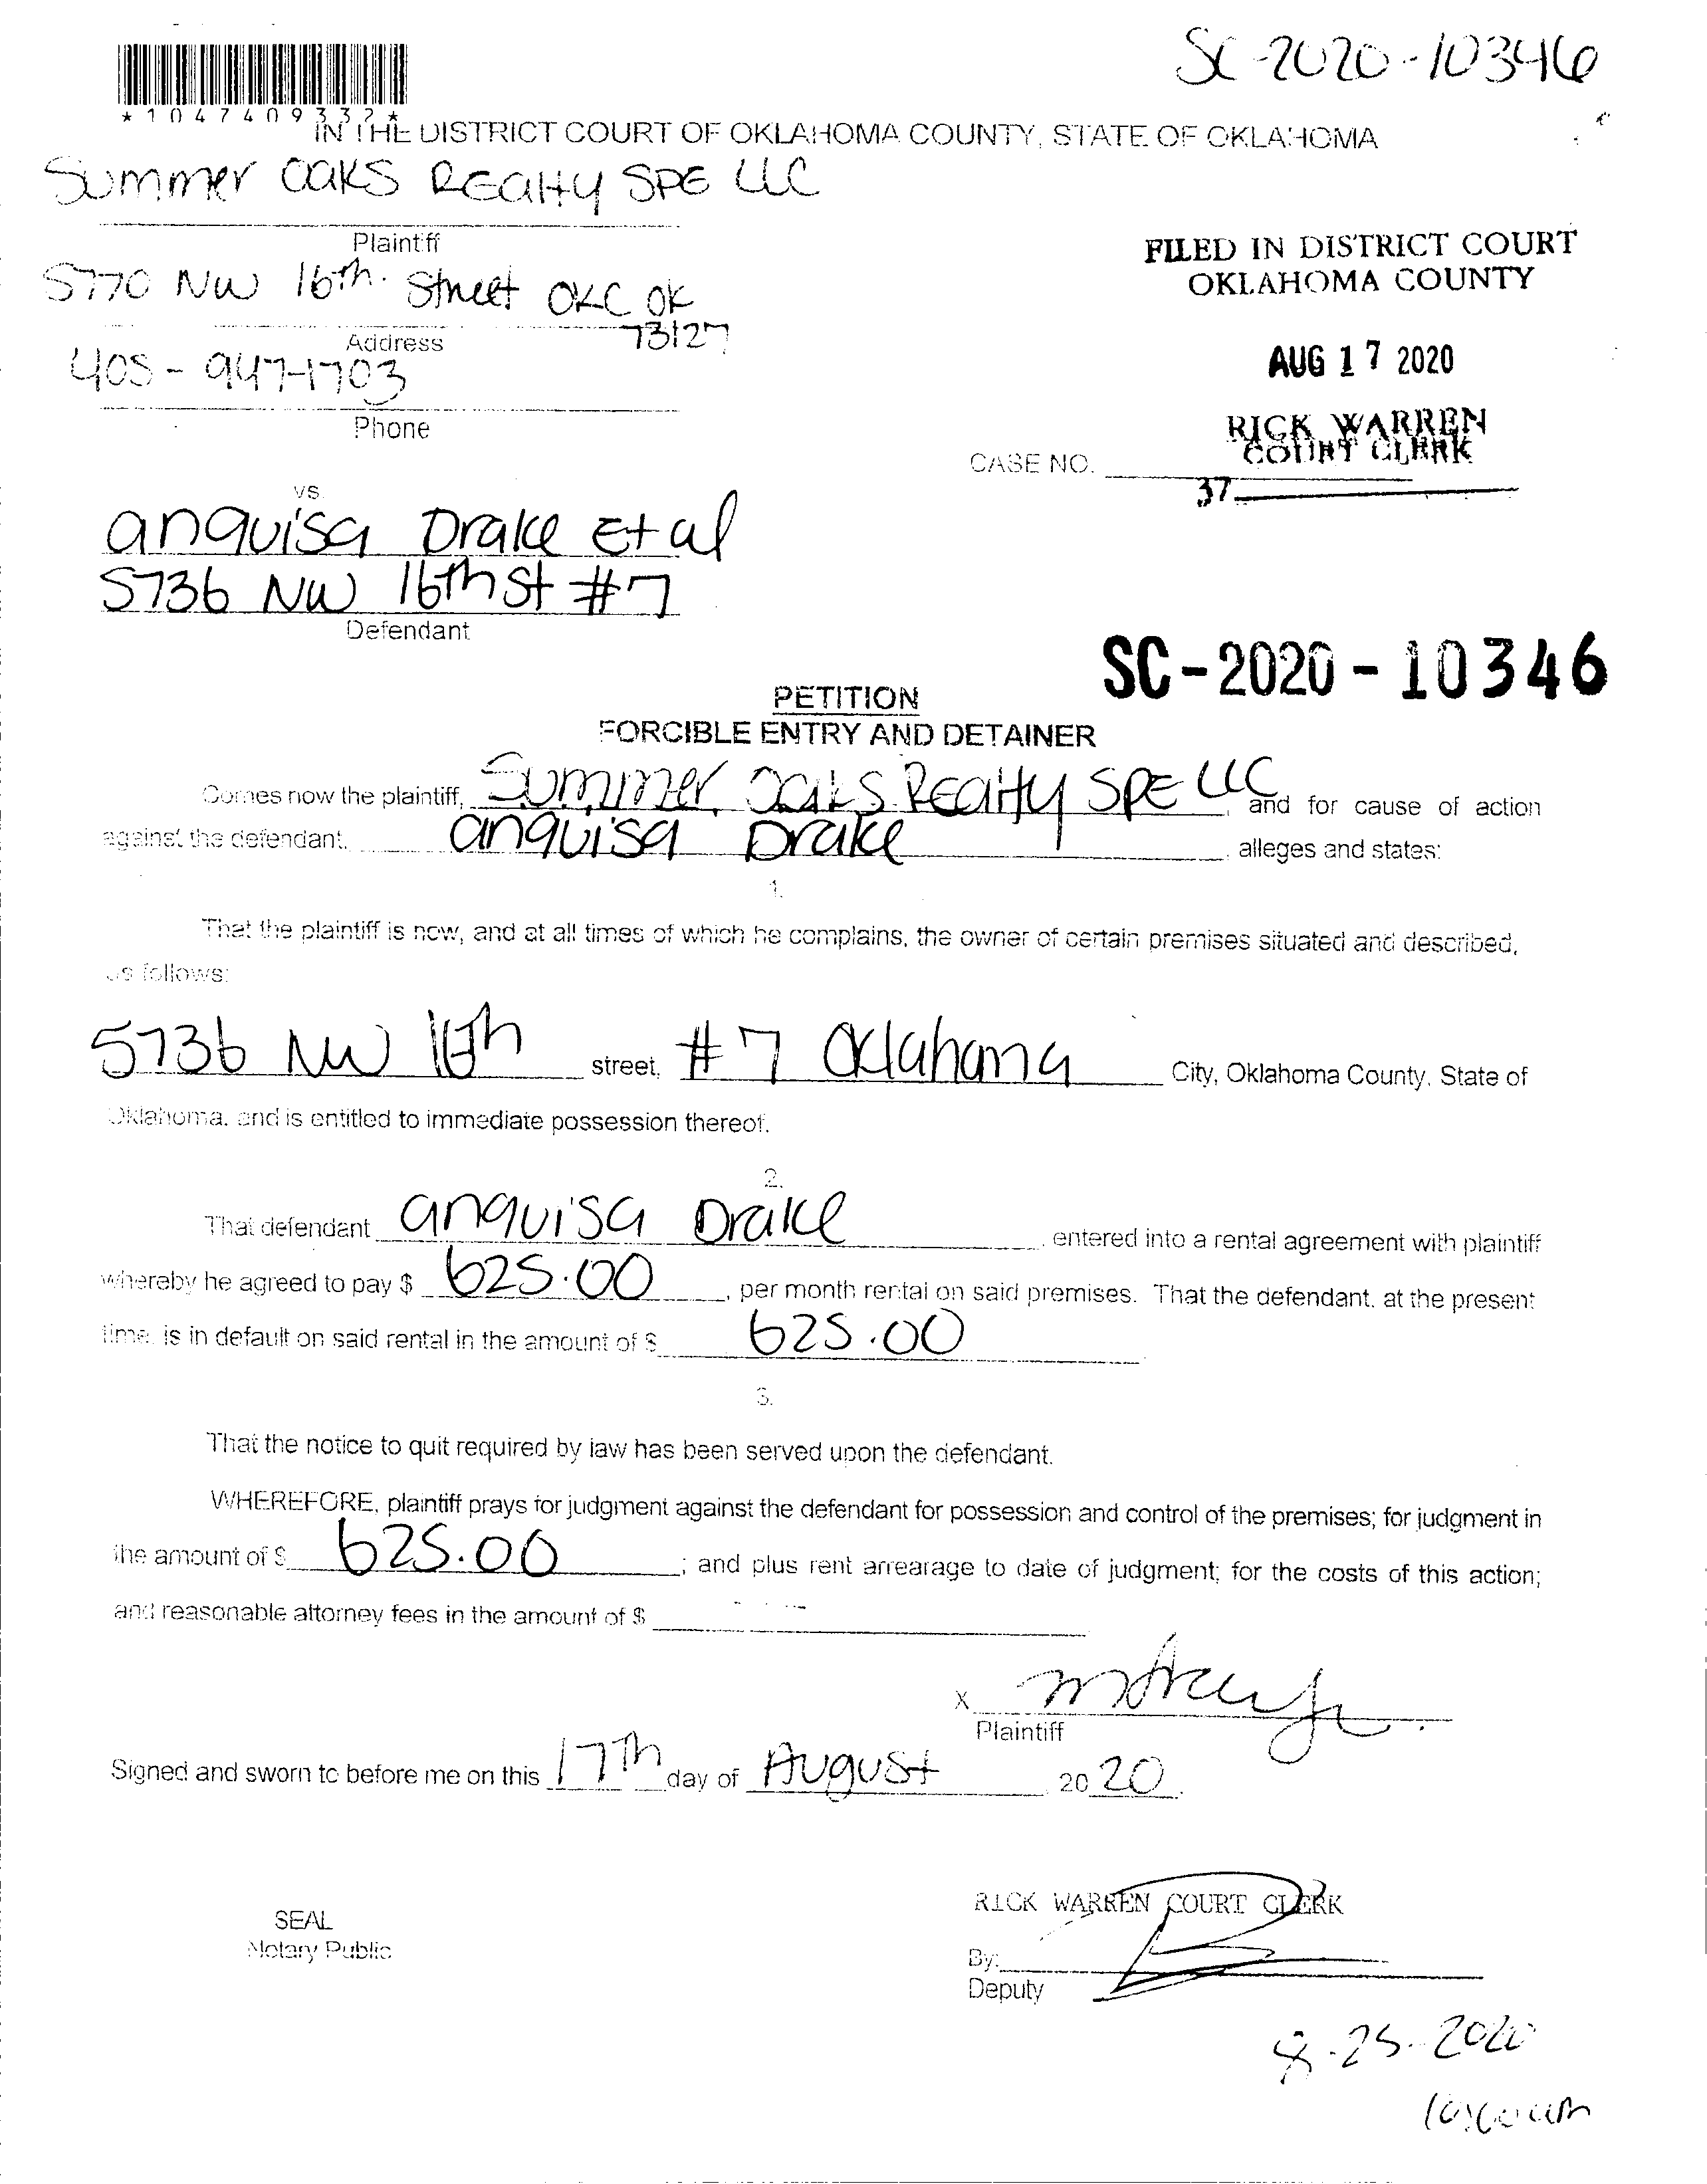 SC-2020-10346
*1047409332*
IN THE DISTRICT COURT OF OKLAHOMA COUNTY, STATE OF OKLAHOMA
Summer Oaks Realty SPE LLC
Plaintiff
FILED IN DISTRICT COURT
OKLAHOMA COUNTY
5770 NW 16th Street OKC OK
73127
Address
AUG 17 2020
405-947-1703
Phone
RICK WARREN
COURT CLERK
CASE NO.
37
vs.
anquisa Drake Et al
5736 NW 16th St #7
Defendant
SC-2020-10346
PETITION
FORCIBLE ENTRY AND DETAINER
Comes now the plaintiff, Summer Oaks Realty SPE LLC, and for cause of action
against the defendant, anquisa Drake, alleges and states:
1.
That the plaintiff is now, and at all times of which he complains, the owner of certain premises situated and described,
as follows:
5736 NW 16th street, #7 Oklahoma City, Oklahoma County, State of
Oklahoma, and is entitled to immediate possession thereof.
2.
That defendant anquisa Drake, entered into a rental agreement with plaintiff
whereby he agreed to pay $ 625.00, per month rental on said premises. That the defendant, at the present
time, is in default on said rental in the amount of $ 625.00
3.
That the notice to quit required by law has been served upon the defendant.
WHEREFORE, plaintiff prays for judgment against the defendant for possession and control of the premises; for judgment in
the amount of $ 625.00; and plus rent arrearage to date of judgment; for the costs of this action;
and reasonable attorney fees in the amount of $
X
Plaintiff
Signed and sworn to before me on this 17th day of August, 2020.
RICK WARREN COURT CLERK
SEAL
Notary Public
By:
Deputy
8-25-2020
10:00 am